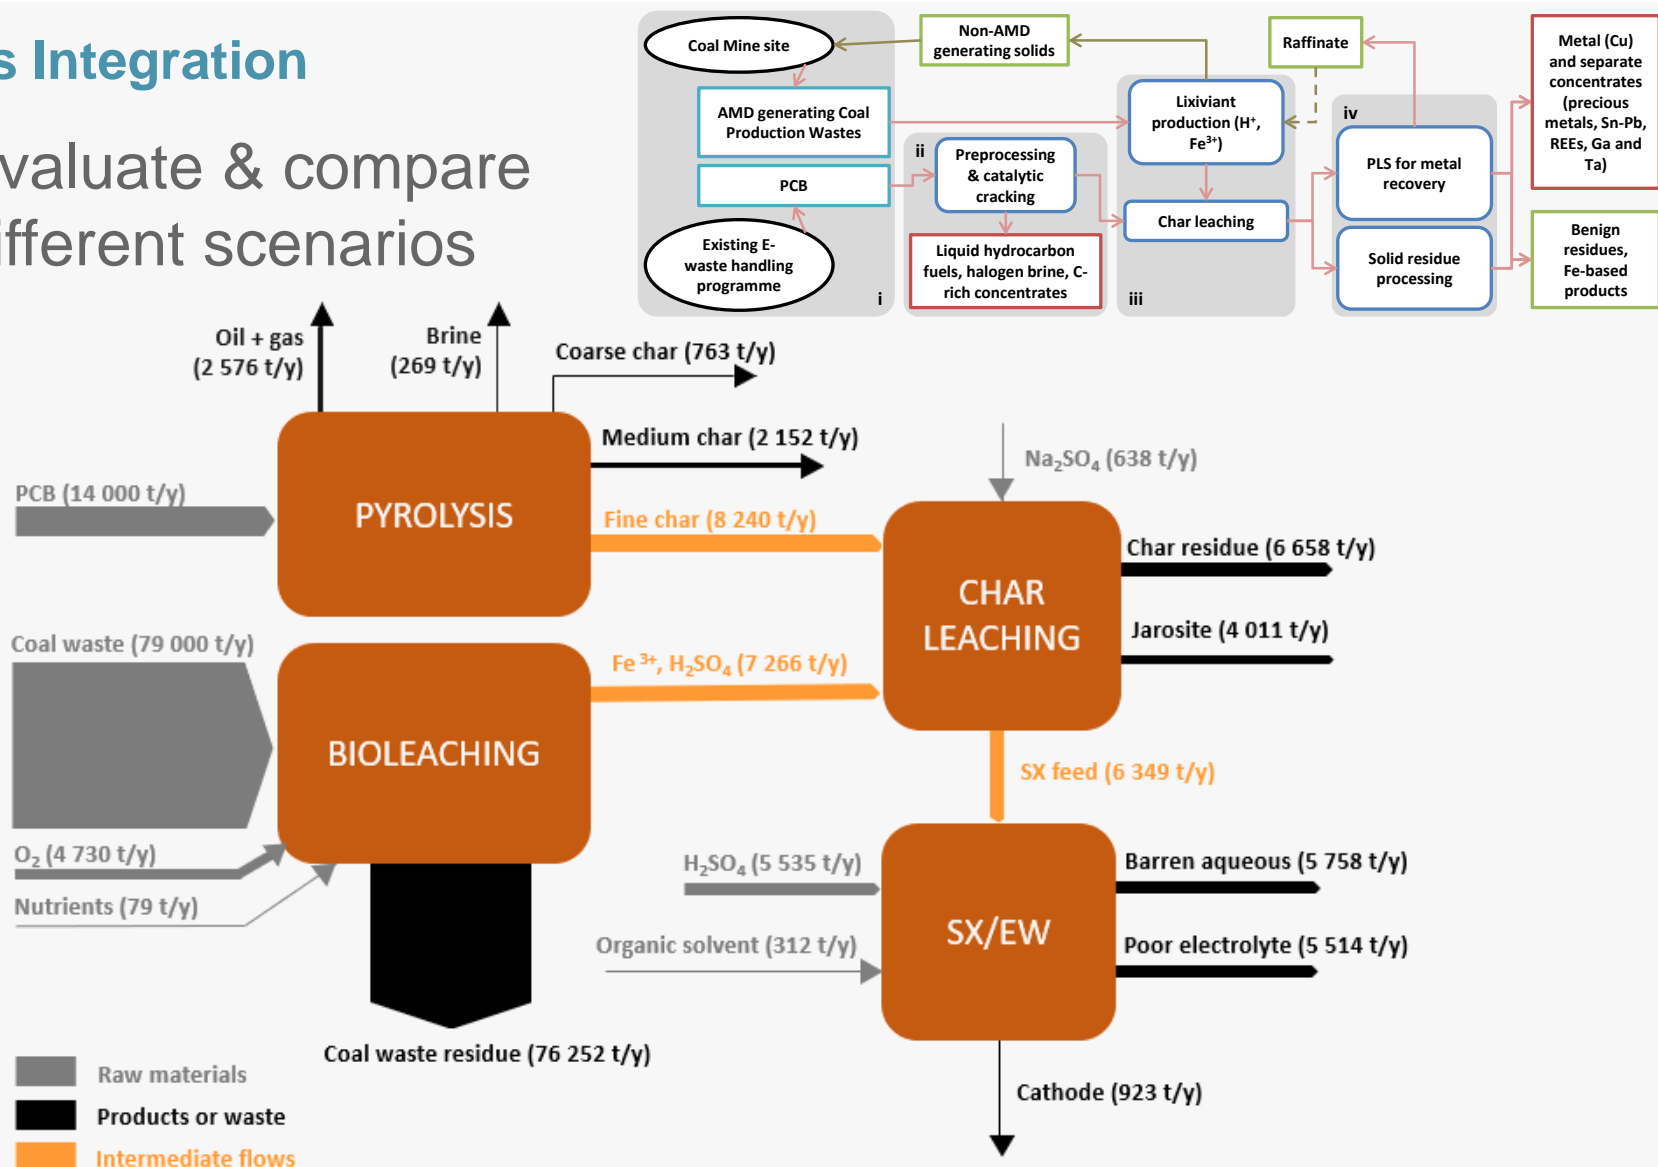 s Integration
valuate & compare
ifferent scenarios
Coal Mine site
Non-AMD
generating solids
Raffinate
Metal (Cu)
and separate
concentrates
(precious
metals, Sn-Pb,
REEs, Ga and
Ta)
AMD generating Coal
Production Wastes
Lixiviant
production (H⁺,
Fe³⁺)
iv
ii
Preprocessing
& catalytic
cracking
PLS for metal
recovery
PCB
Char leaching
Existing E-
waste handling
programme
Liquid hydrocarbon
fuels, halogen brine, C-
rich concentrates
Solid residue
processing
Benign
residues,
Fe-based
products
i
iii
Oil + gas
(2 576 t/y)
Brine
(269 t/y)
Coarse char (763 t/y)
Medium char (2 152 t/y)
PCB (14 000 t/y)
PYROLYSIS
Fine char (8 240 t/y)
Na₂SO₄ (638 t/y)
CHAR
LEACHING
Char residue (6 658 t/y)
Jarosite (4 011 t/y)
Coal waste (79 000 t/y)
BIOLEACHING
Fe ³⁺, H₂SO₄ (7 266 t/y)
SX feed (6 349 t/y)
O₂ (4 730 t/y)
Nutrients (79 t/y)
H₂SO₄ (5 535 t/y)
Organic solvent (312 t/y)
SX/EW
Barren aqueous (5 758 t/y)
Poor electrolyte (5 514 t/y)
Coal waste residue (76 252 t/y)
Cathode (923 t/y)
Raw materials
Products or waste
Intermediate flows